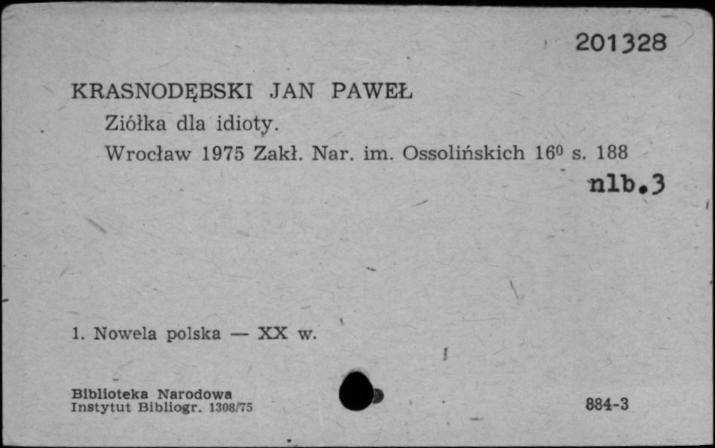 201328
KRASNODĘBSKI JAN PAWEŁ
Ziółka dla idioty.
Wrocław 1975 Zakł. Nar. im. Ossolińskich 16⁰ s. 188
nlb.3
1. Nowela polska — XX w.
Biblioteka Narodowa
Instytut Bibliogr. 1308/75
884-3